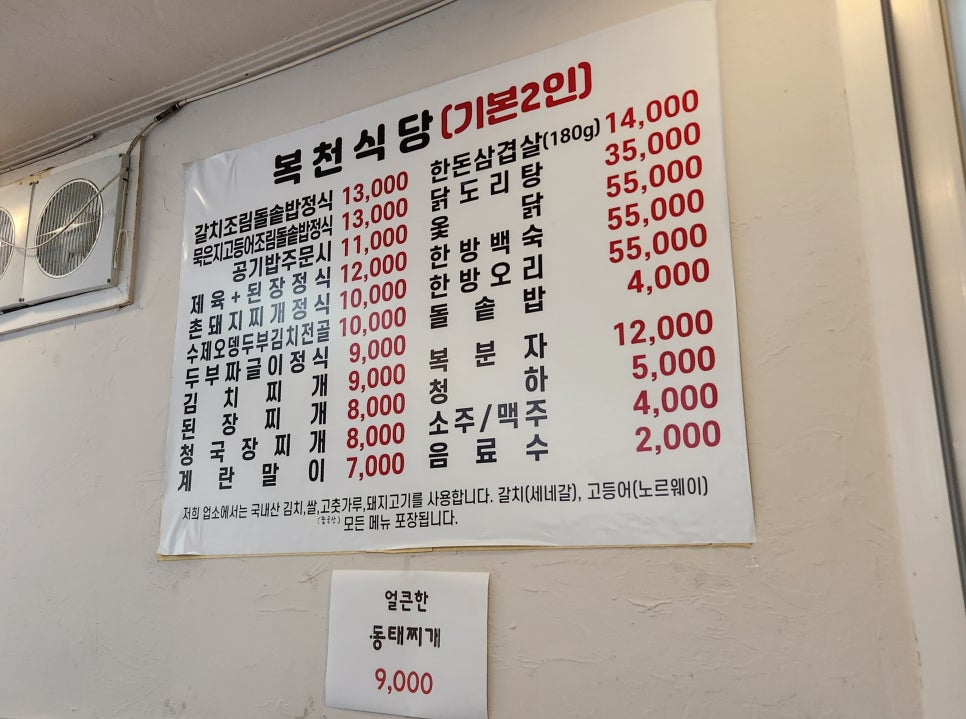 복천식당(기본2인)
갈치조림돌솥밥정식 13,000
묵은지고등어조림돌솥밥정식 13,000
공기밥주문시 11,000
제육+된장정식 12,000
촌돼지찌개정식 10,000
수제오뎅두부김치전골 10,000
두부짜글이정식 9,000
김치찌개 9,000
된장찌개 8,000
청국장찌개 8,000
계란말이 7,000
한돈삼겹살(180g) 14,000
닭도리탕 35,000
옻닭 55,000
한방백숙 55,000
한방오리 55,000
돌솥밥 4,000
복분자 12,000
청하 5,000
소주/맥주 4,000
음료수 2,000
저희 업소에서는 국내산 김치,쌀,고춧가루,돼지고기를 사용합니다. 갈치(세네갈), 고등어(노르웨이)
(중국산) 모든 메뉴 포장됩니다.
얼큰한
동태찌개
9,000